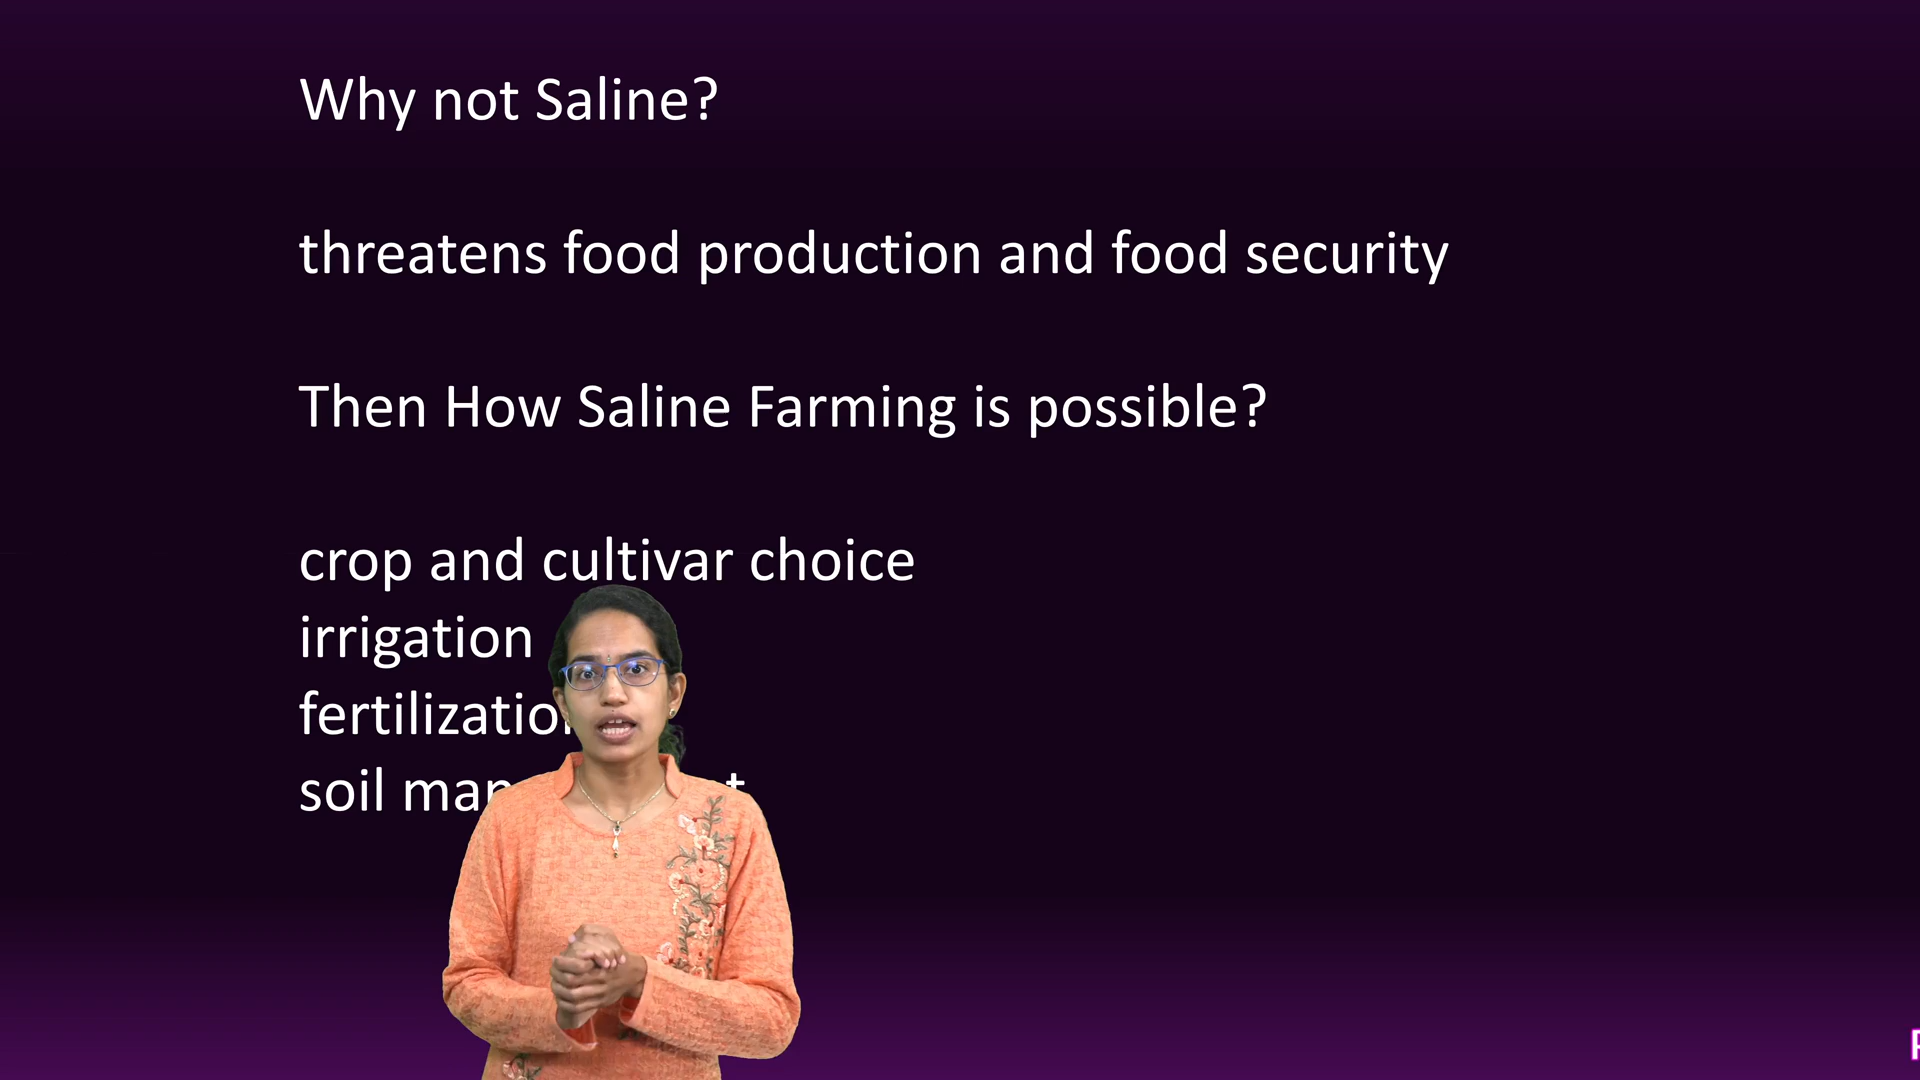 Why not Saline?
threatens food production and food security
Then How Saline Farming is possible?
crop and cultivar choice
irrigation
fertilization
soil